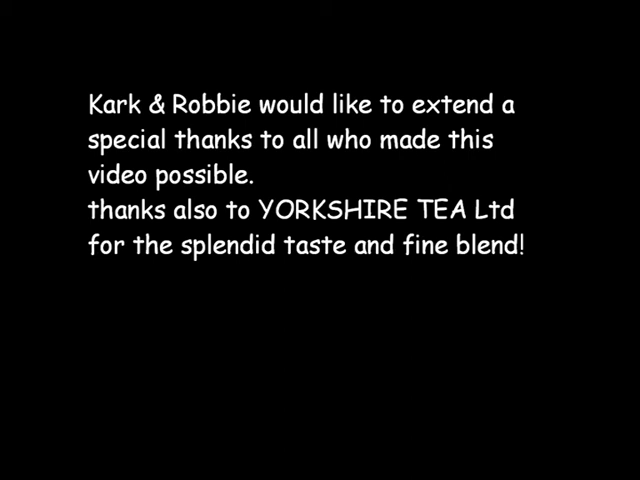 Kark & Robbie would like to extend a
special thanks to all who made this
video possible.
thanks also to YORKSHIRE TEA Ltd
for the splendid taste and fine blend!